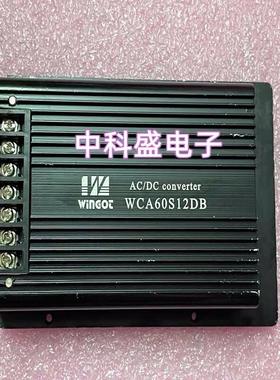 中科盛电子
AC/DC converter
WINGOT
WCA60S12DB